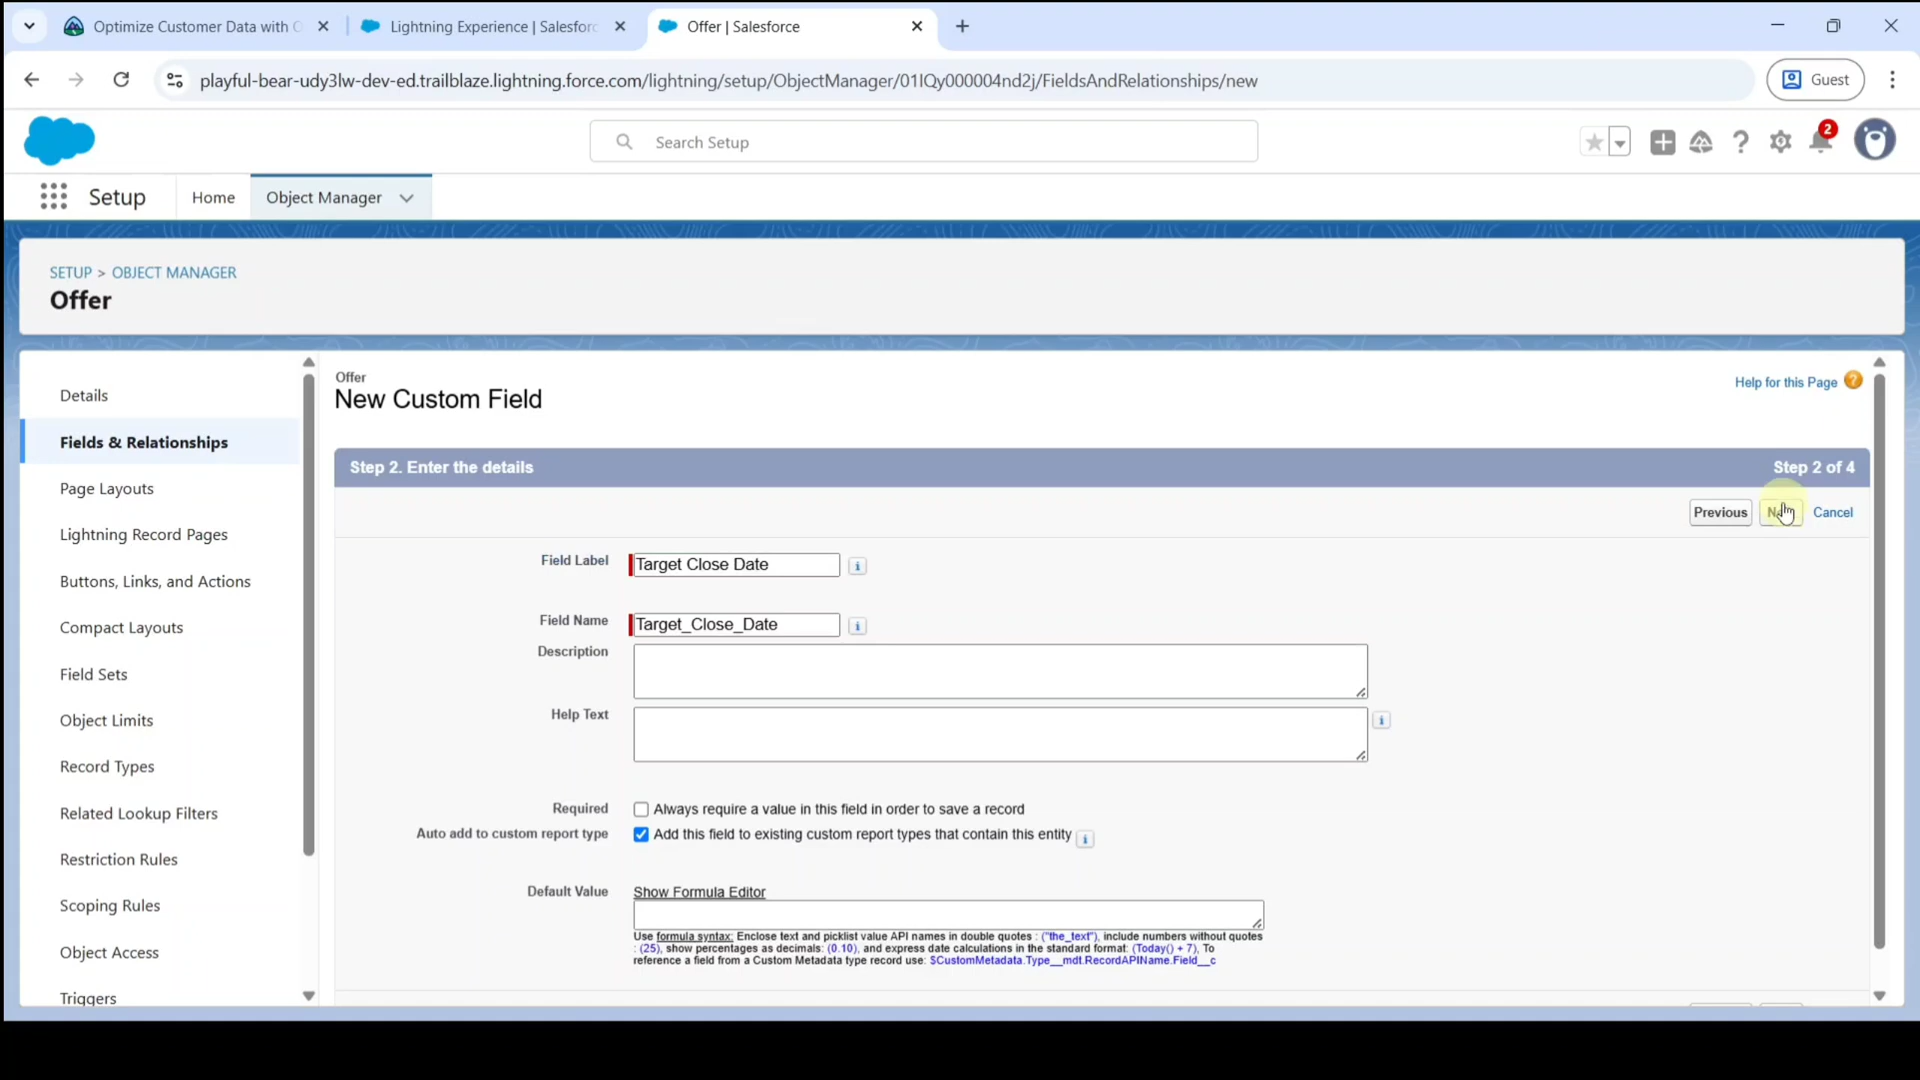 Optimize Customer Data with
Lightning Experience | Salesforc
Offer | Salesforce
playful-bear-udy3lw-dev-ed.trailblaze.lightning.force.com/lightning/setup/ObjectManager/01IQy000004nd2j/FieldsAndRelationships/new
Guest
Search Setup
2
Setup
Home
Object Manager
SETUP > OBJECT MANAGER
Offer
Details
Fields & Relationships
Page Layouts
Lightning Record Pages
Buttons, Links, and Actions
Compact Layouts
Field Sets
Object Limits
Record Types
Related Lookup Filters
Restriction Rules
Scoping Rules
Object Access
Triggers
Offer
New Custom Field
Help for this Page
Step 2. Enter the details
Step 2 of 4
Previous
Cancel
Field Label
Target Close Date
Field Name
Target_Close_Date
Description
Help Text
Required
Always require a value in this field in order to save a record
Auto add to custom report type
Add this field to existing custom report types that contain this entity
Default Value
Show Formula Editor
Use formula syntax: Enclose text and picklist value API names in double quotes : ("the_text"), include numbers without quotes
: (25), show percentages as decimals: (0.10), and express date calculations in the standard format: (Today() + 7), To
reference a field from a Custom Metadata type record use: $CustomMetadata.Type__mdt.RecordAPIName.Field__c